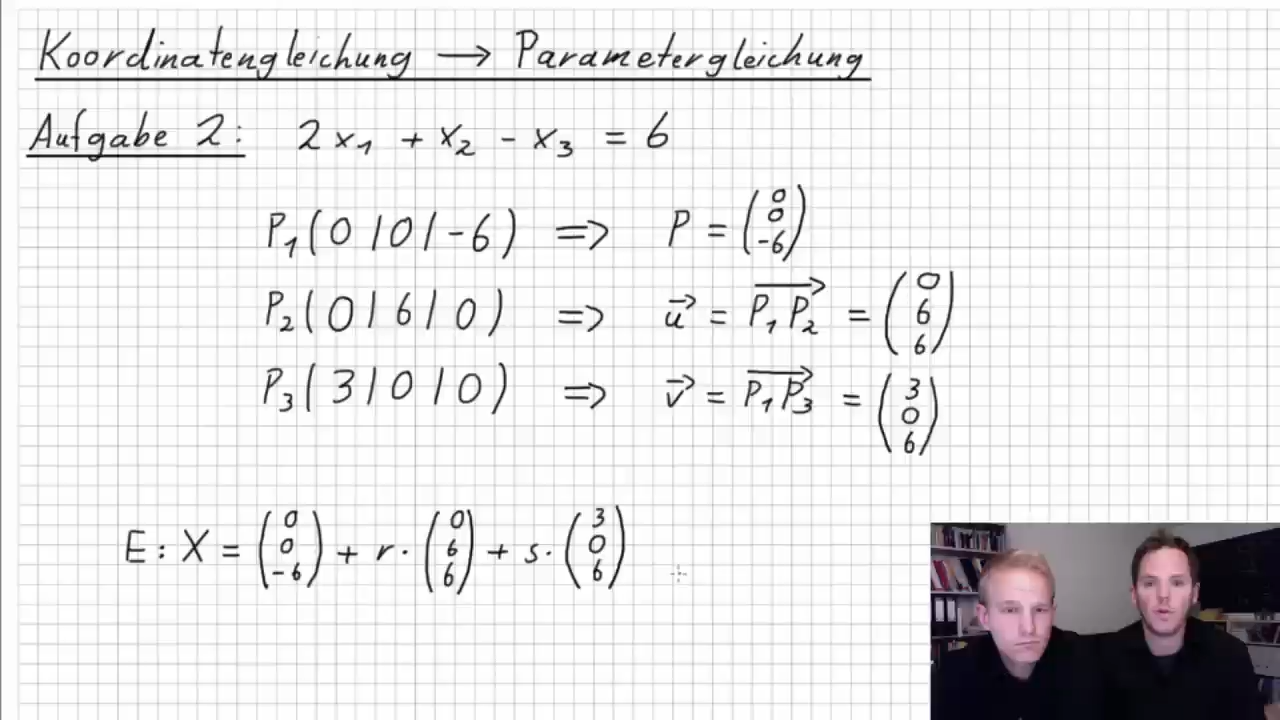 Koordinatengleichung → Parametergleichung
Aufgabe 2: 2x₁ + x₂ - x₃ = 6
P₁(0|0|-6) => P = (0 0 -6)
P₂(0|6|0) => u⃗ = P₁P₂ = (0 6 6)
P₃(3|0|0) => v⃗ = P₁P₃ = (3 0 6)
E: X = (0 0 -6) + r · (0 6 6) + s · (3 0 6)